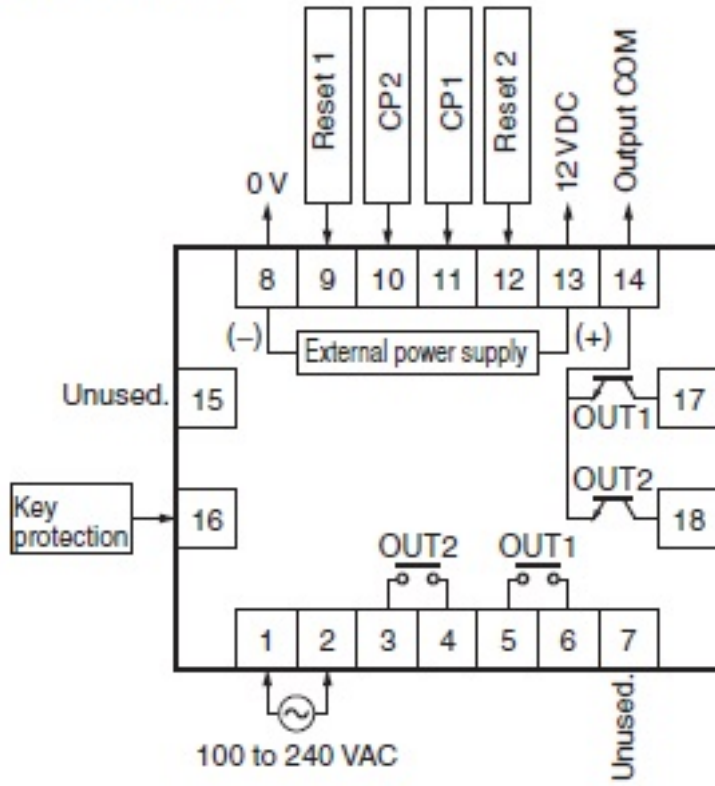 Reset 1
CP2
CP1
Reset 2
0 V
12 VDC
Output COM
8
9
10
11
12
13
14
(–)
External power supply
(+)
Unused.
15
OUT1
17
Key
protection
16
OUT2
18
OUT2
OUT1
1
2
3
4
5
6
7
100 to 240 VAC
Unused.